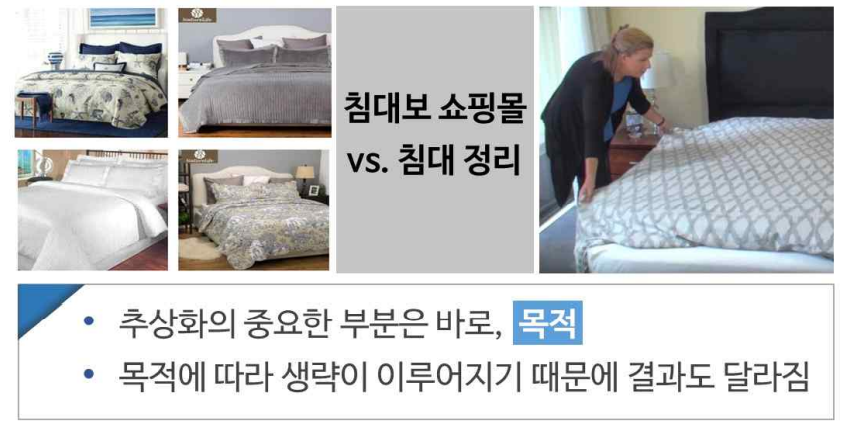 침대보 쇼핑몰
vs. 침대 정리
• 추상화의 중요한 부분은 바로, 목적
• 목적에 따라 생략이 이루어지기 때문에 결과도 달라짐